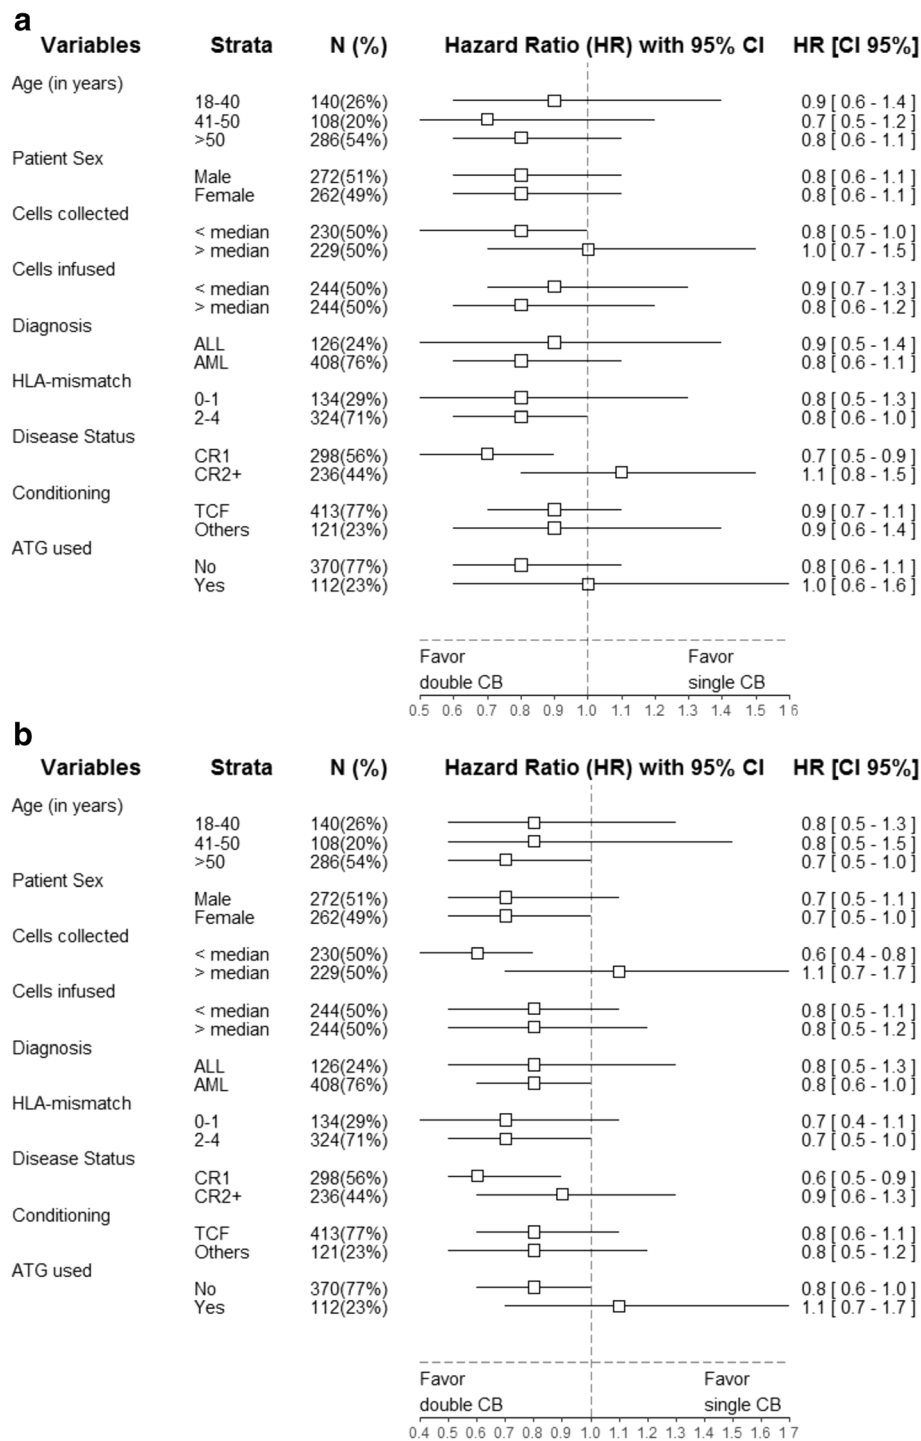 a
Variables Strata N (%) Hazard Ratio (HR) with 95% CI HR [CI 95%]
Age (in years)
18-40 140(26%) 0.9 [ 0.6 - 1.4 ]
41-50 108(20%) 0.7 [ 0.5 - 1.2 ]
>50 286(54%) 0.8 [ 0.6 - 1.1 ]
Patient Sex
Male 272(51%) 0.8 [ 0.6 - 1.1 ]
Female 262(49%) 0.8 [ 0.6 - 1.1 ]
Cells collected
< median 230(50%) 0.8 [ 0.5 - 1.0 ]
> median 229(50%) 1.0 [ 0.7 - 1.5 ]
Cells infused
< median 244(50%) 0.9 [ 0.7 - 1.3 ]
> median 244(50%) 0.8 [ 0.6 - 1.2 ]
Diagnosis
ALL 126(24%) 0.9 [ 0.5 - 1.4 ]
AML 408(76%) 0.8 [ 0.6 - 1.1 ]
HLA-mismatch
0-1 134(29%) 0.8 [ 0.5 - 1.3 ]
2-4 324(71%) 0.8 [ 0.6 - 1.0 ]
Disease Status
CR1 298(56%) 0.7 [ 0.5 - 0.9 ]
CR2+ 236(44%) 1.1 [ 0.8 - 1.5 ]
Conditioning
TCF 413(77%) 0.9 [ 0.7 - 1.1 ]
Others 121(23%) 0.9 [ 0.6 - 1.4 ]
ATG used
No 370(77%) 0.8 [ 0.6 - 1.1 ]
Yes 112(23%) 1.0 [ 0.6 - 1.6 ]
Favor Favor
double CB single CB
0.5 0.6 0.7 0.8 0.9 1.0 1.1 1.2 1.3 1.4 1.5 1 6
b
Variables Strata N (%) Hazard Ratio (HR) with 95% CI HR [CI 95%]
Age (in years)
18-40 140(26%) 0.8 [ 0.5 - 1.3 ]
41-50 108(20%) 0.8 [ 0.5 - 1.5 ]
>50 286(54%) 0.7 [ 0.5 - 1.0 ]
Patient Sex
Male 272(51%) 0.7 [ 0.5 - 1.1 ]
Female 262(49%) 0.7 [ 0.5 - 1.0 ]
Cells collected
< median 230(50%) 0.6 [ 0.4 - 0.8 ]
> median 229(50%) 1.1 [ 0.7 - 1.7 ]
Cells infused
< median 244(50%) 0.8 [ 0.5 - 1.1 ]
> median 244(50%) 0.8 [ 0.5 - 1.2 ]
Diagnosis
ALL 126(24%) 0.8 [ 0.5 - 1.3 ]
AML 408(76%) 0.8 [ 0.6 - 1.0 ]
HLA-mismatch
0-1 134(29%) 0.7 [ 0.4 - 1.1 ]
2-4 324(71%) 0.7 [ 0.5 - 1.0 ]
Disease Status
CR1 298(56%) 0.6 [ 0.5 - 0.9 ]
CR2+ 236(44%) 0.9 [ 0.6 - 1.3 ]
Conditioning
TCF 413(77%) 0.8 [ 0.6 - 1.1 ]
Others 121(23%) 0.8 [ 0.5 - 1.2 ]
ATG used
No 370(77%) 0.8 [ 0.6 - 1.0 ]
Yes 112(23%) 1.1 [ 0.7 - 1.7 ]
Favor Favor
double CB single CB
0.4 0.5 0.6 0.7 0.8 0.9 1.0 1.1 1.2 1.3 1.4 1.5 1.6 1 7